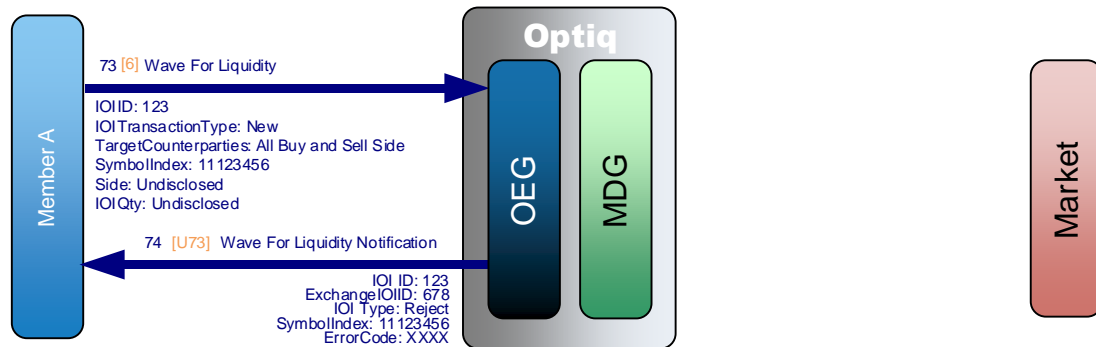 Optiq
73 [6] Wave For Liquidity
IOIID: 123
IOITransactionType: New
TargetCounterparties: All Buy and Sell Side
SymbolIndex: 11123456
Side: Undisclosed
IOIQty: Undisclosed
Member A
OEG
MDG
Market
74 [U73] Wave For Liquidity Notification
IOI ID: 123
ExchangeIOIID: 678
IOI Type: Reject
SymbolIndex: 11123456
ErrorCode: XXXX